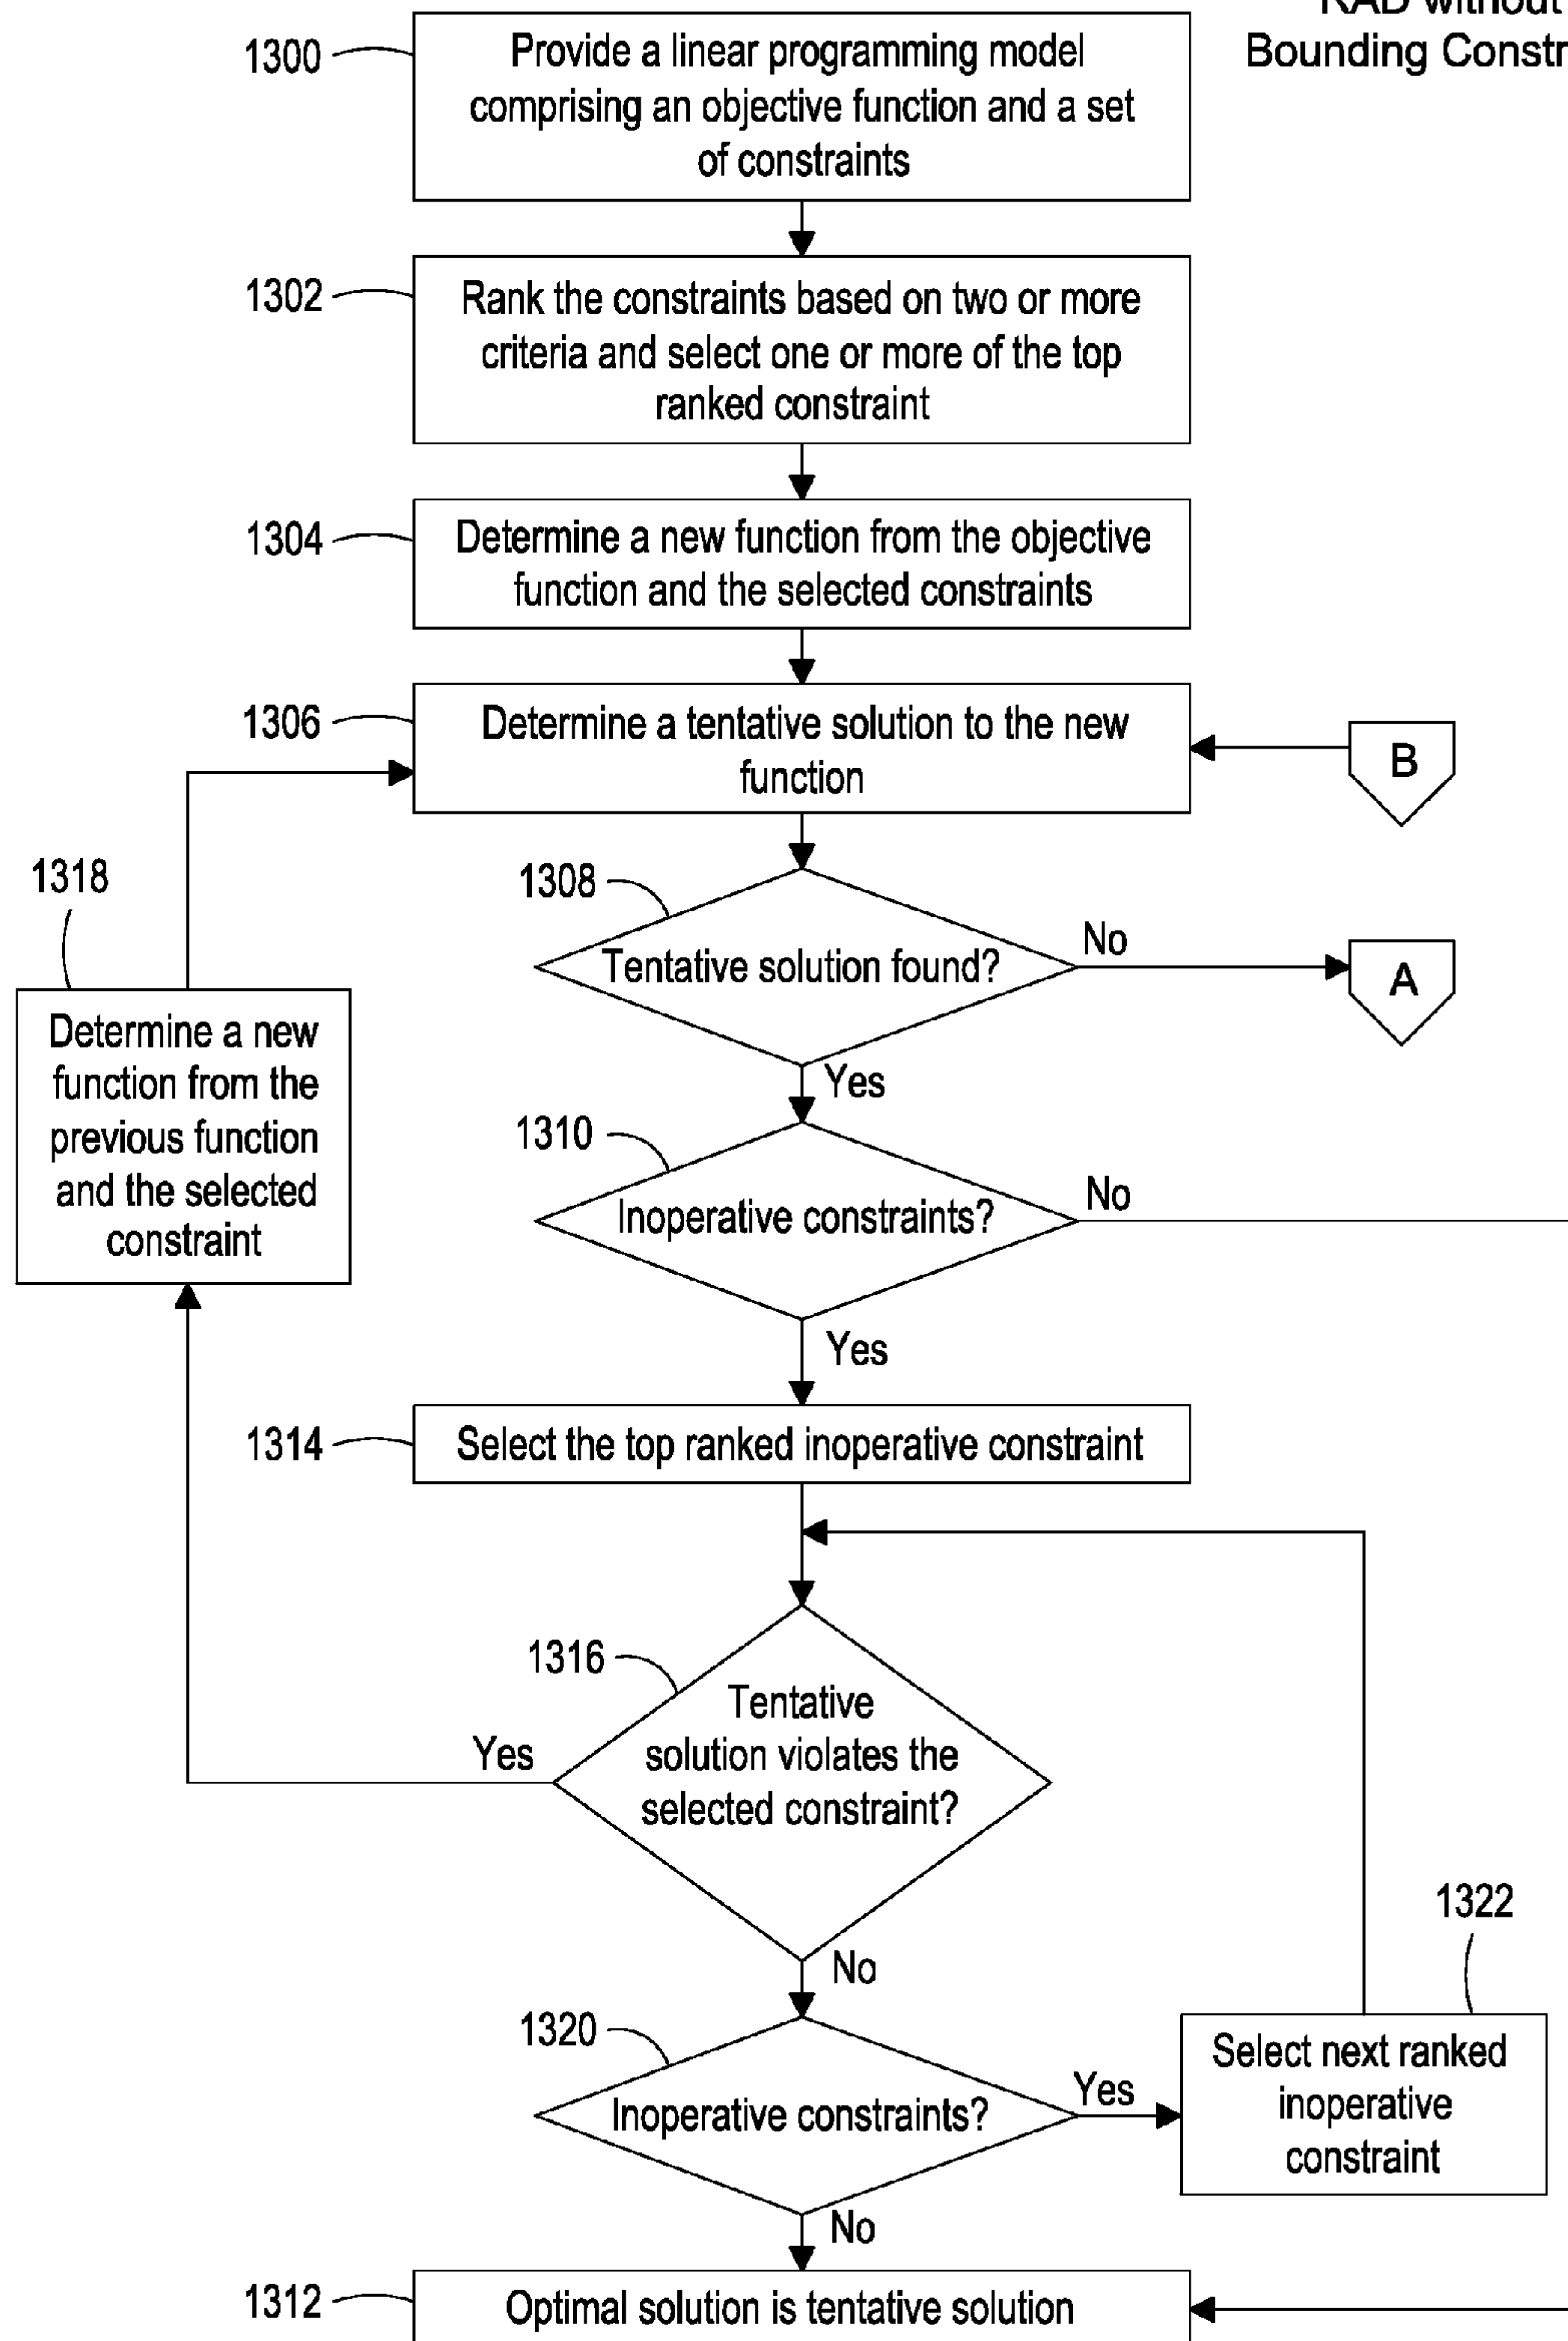 RAD without
Bounding Constr
1300
Provide a linear programming model
comprising an objective function and a set
of constraints
1302
Rank the constraints based on two or more
criteria and select one or more of the top
ranked constraint
1304
Determine a new function from the objective
function and the selected constraints
1306
Determine a tentative solution to the new
function
B
1318
1308
Tentative solution found?
No
A
Yes
Determine a new
function from the
previous function
and the selected
constraint
1310
Inoperative constraints?
No
Yes
1314
Select the top ranked inoperative constraint
1316
Tentative
solution violates the
selected constraint?
Yes
No
1322
1320
Inoperative constraints?
Yes
Select next ranked
inoperative
constraint
No
1312
Optimal solution is tentative solution